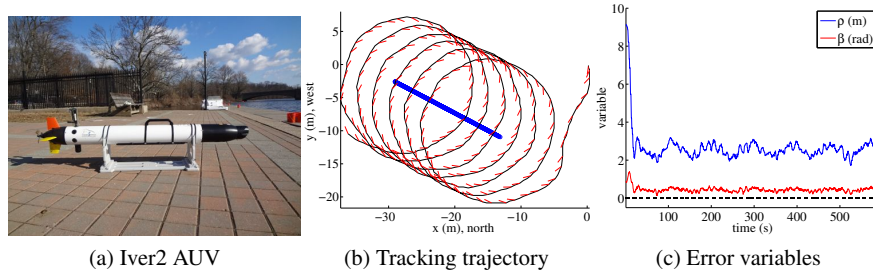 5
0
−5
−10
−15
−20
y (m), west
−30
−20
−10
0
x (m), north
10
8
6
4
2
0
variable
ρ (m)
β (rad)
100
200
300
400
500
time (s)
(a) Iver2 AUV
(b) Tracking trajectory
(c) Error variables